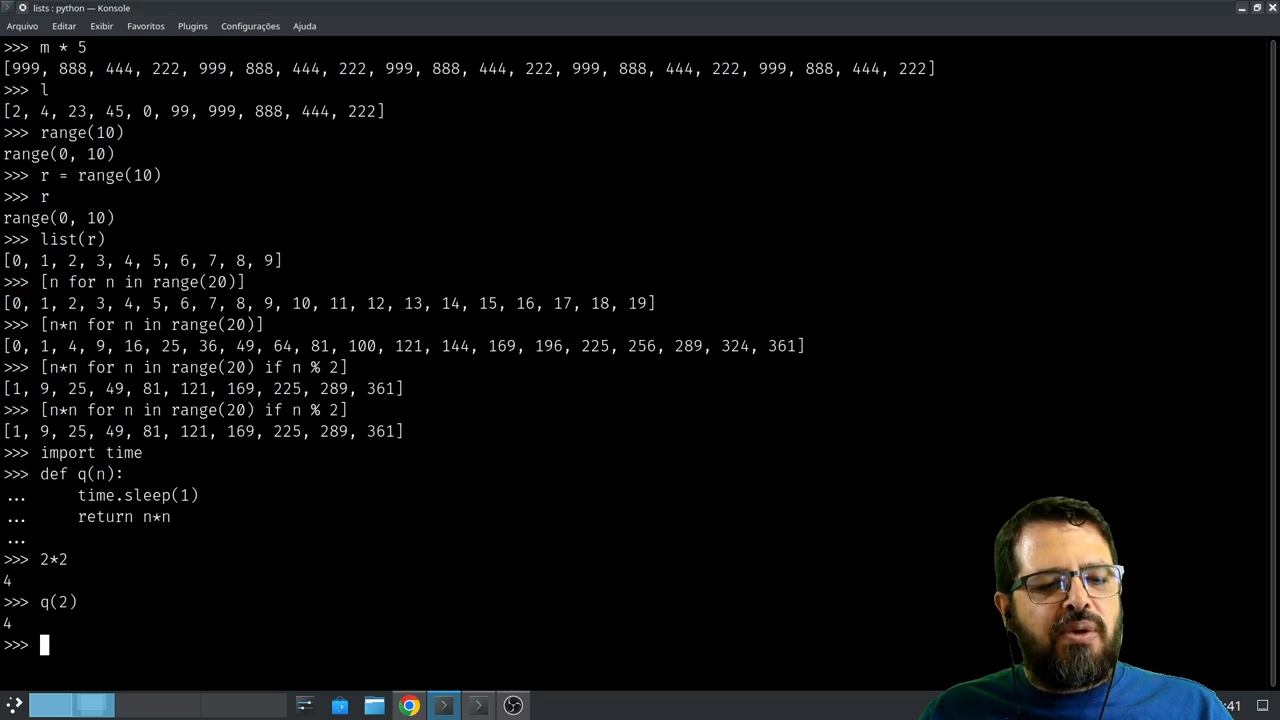 lists : python — Konsole
Arquivo Editar Exibir Favoritos Plugins Configurações Ajuda
>>> m * 5
[999, 888, 444, 222, 999, 888, 444, 222, 999, 888, 444, 222, 999, 888, 444, 222, 999, 888, 444, 222]
>>> l
[2, 4, 23, 45, 0, 99, 999, 888, 444, 222]
>>> range(10)
range(0, 10)
>>> r = range(10)
>>> r
range(0, 10)
>>> list(r)
[0, 1, 2, 3, 4, 5, 6, 7, 8, 9]
>>> [n for n in range(20)]
[0, 1, 2, 3, 4, 5, 6, 7, 8, 9, 10, 11, 12, 13, 14, 15, 16, 17, 18, 19]
>>> [n*n for n in range(20)]
[0, 1, 4, 9, 16, 25, 36, 49, 64, 81, 100, 121, 144, 169, 196, 225, 256, 289, 324, 361]
>>> [n*n for n in range(20) if n % 2]
[1, 9, 25, 49, 81, 121, 169, 225, 289, 361]
>>> [n*n for n in range(20) if n % 2]
[1, 9, 25, 49, 81, 121, 169, 225, 289, 361]
>>> import time
>>> def q(n):
...     time.sleep(1)
...     return n*n
...
>>> 2*2
4
>>> q(2)
4
>>>
:41